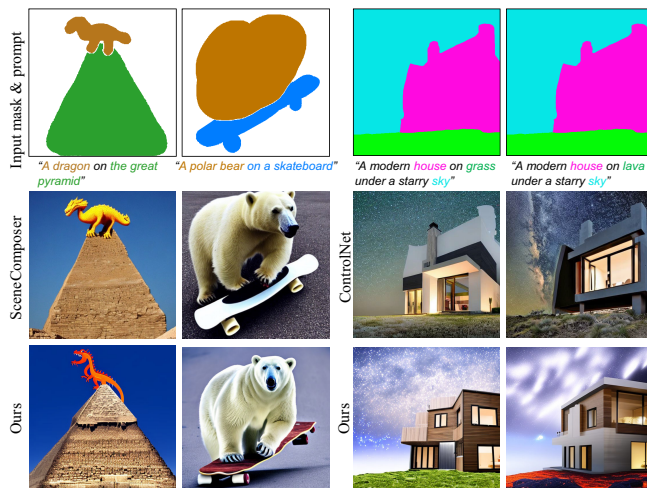 Input mask & prompt
“A dragon on the great
pyramid”
“A polar bear on a skateboard”
“A modern house on grass
under a starry sky”
“A modern house on lava
under a starry sky”
SceneComposer
ControlNet
Ours
Ours